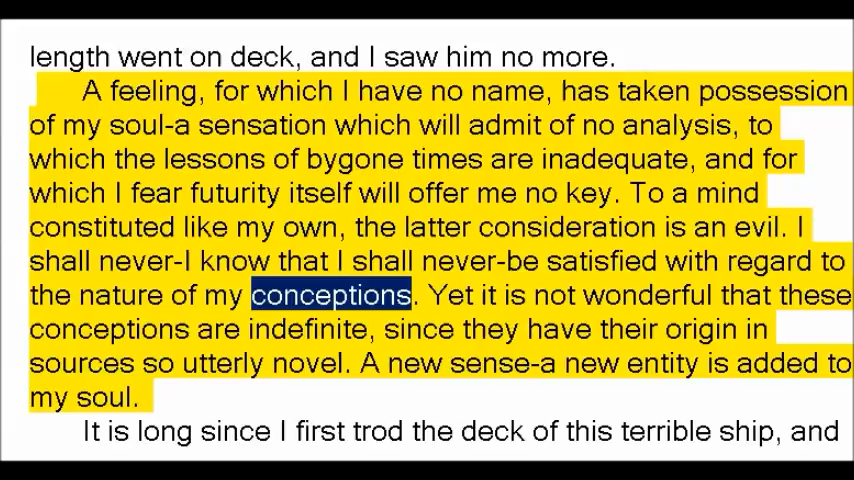 length went on deck, and I saw him no more.
A feeling, for which I have no name, has taken possession
of my soul-a sensation which will admit of no analysis, to
which the lessons of bygone times are inadequate, and for
which I fear futurity itself will offer me no key. To a mind
constituted like my own, the latter consideration is an evil. I
shall never-I know that I shall never-be satisfied with regard to
the nature of my conceptions. Yet it is not wonderful that these
conceptions are indefinite, since they have their origin in
sources so utterly novel. A new sense-a new entity is added to
my soul.
It is long since I first trod the deck of this terrible ship, and